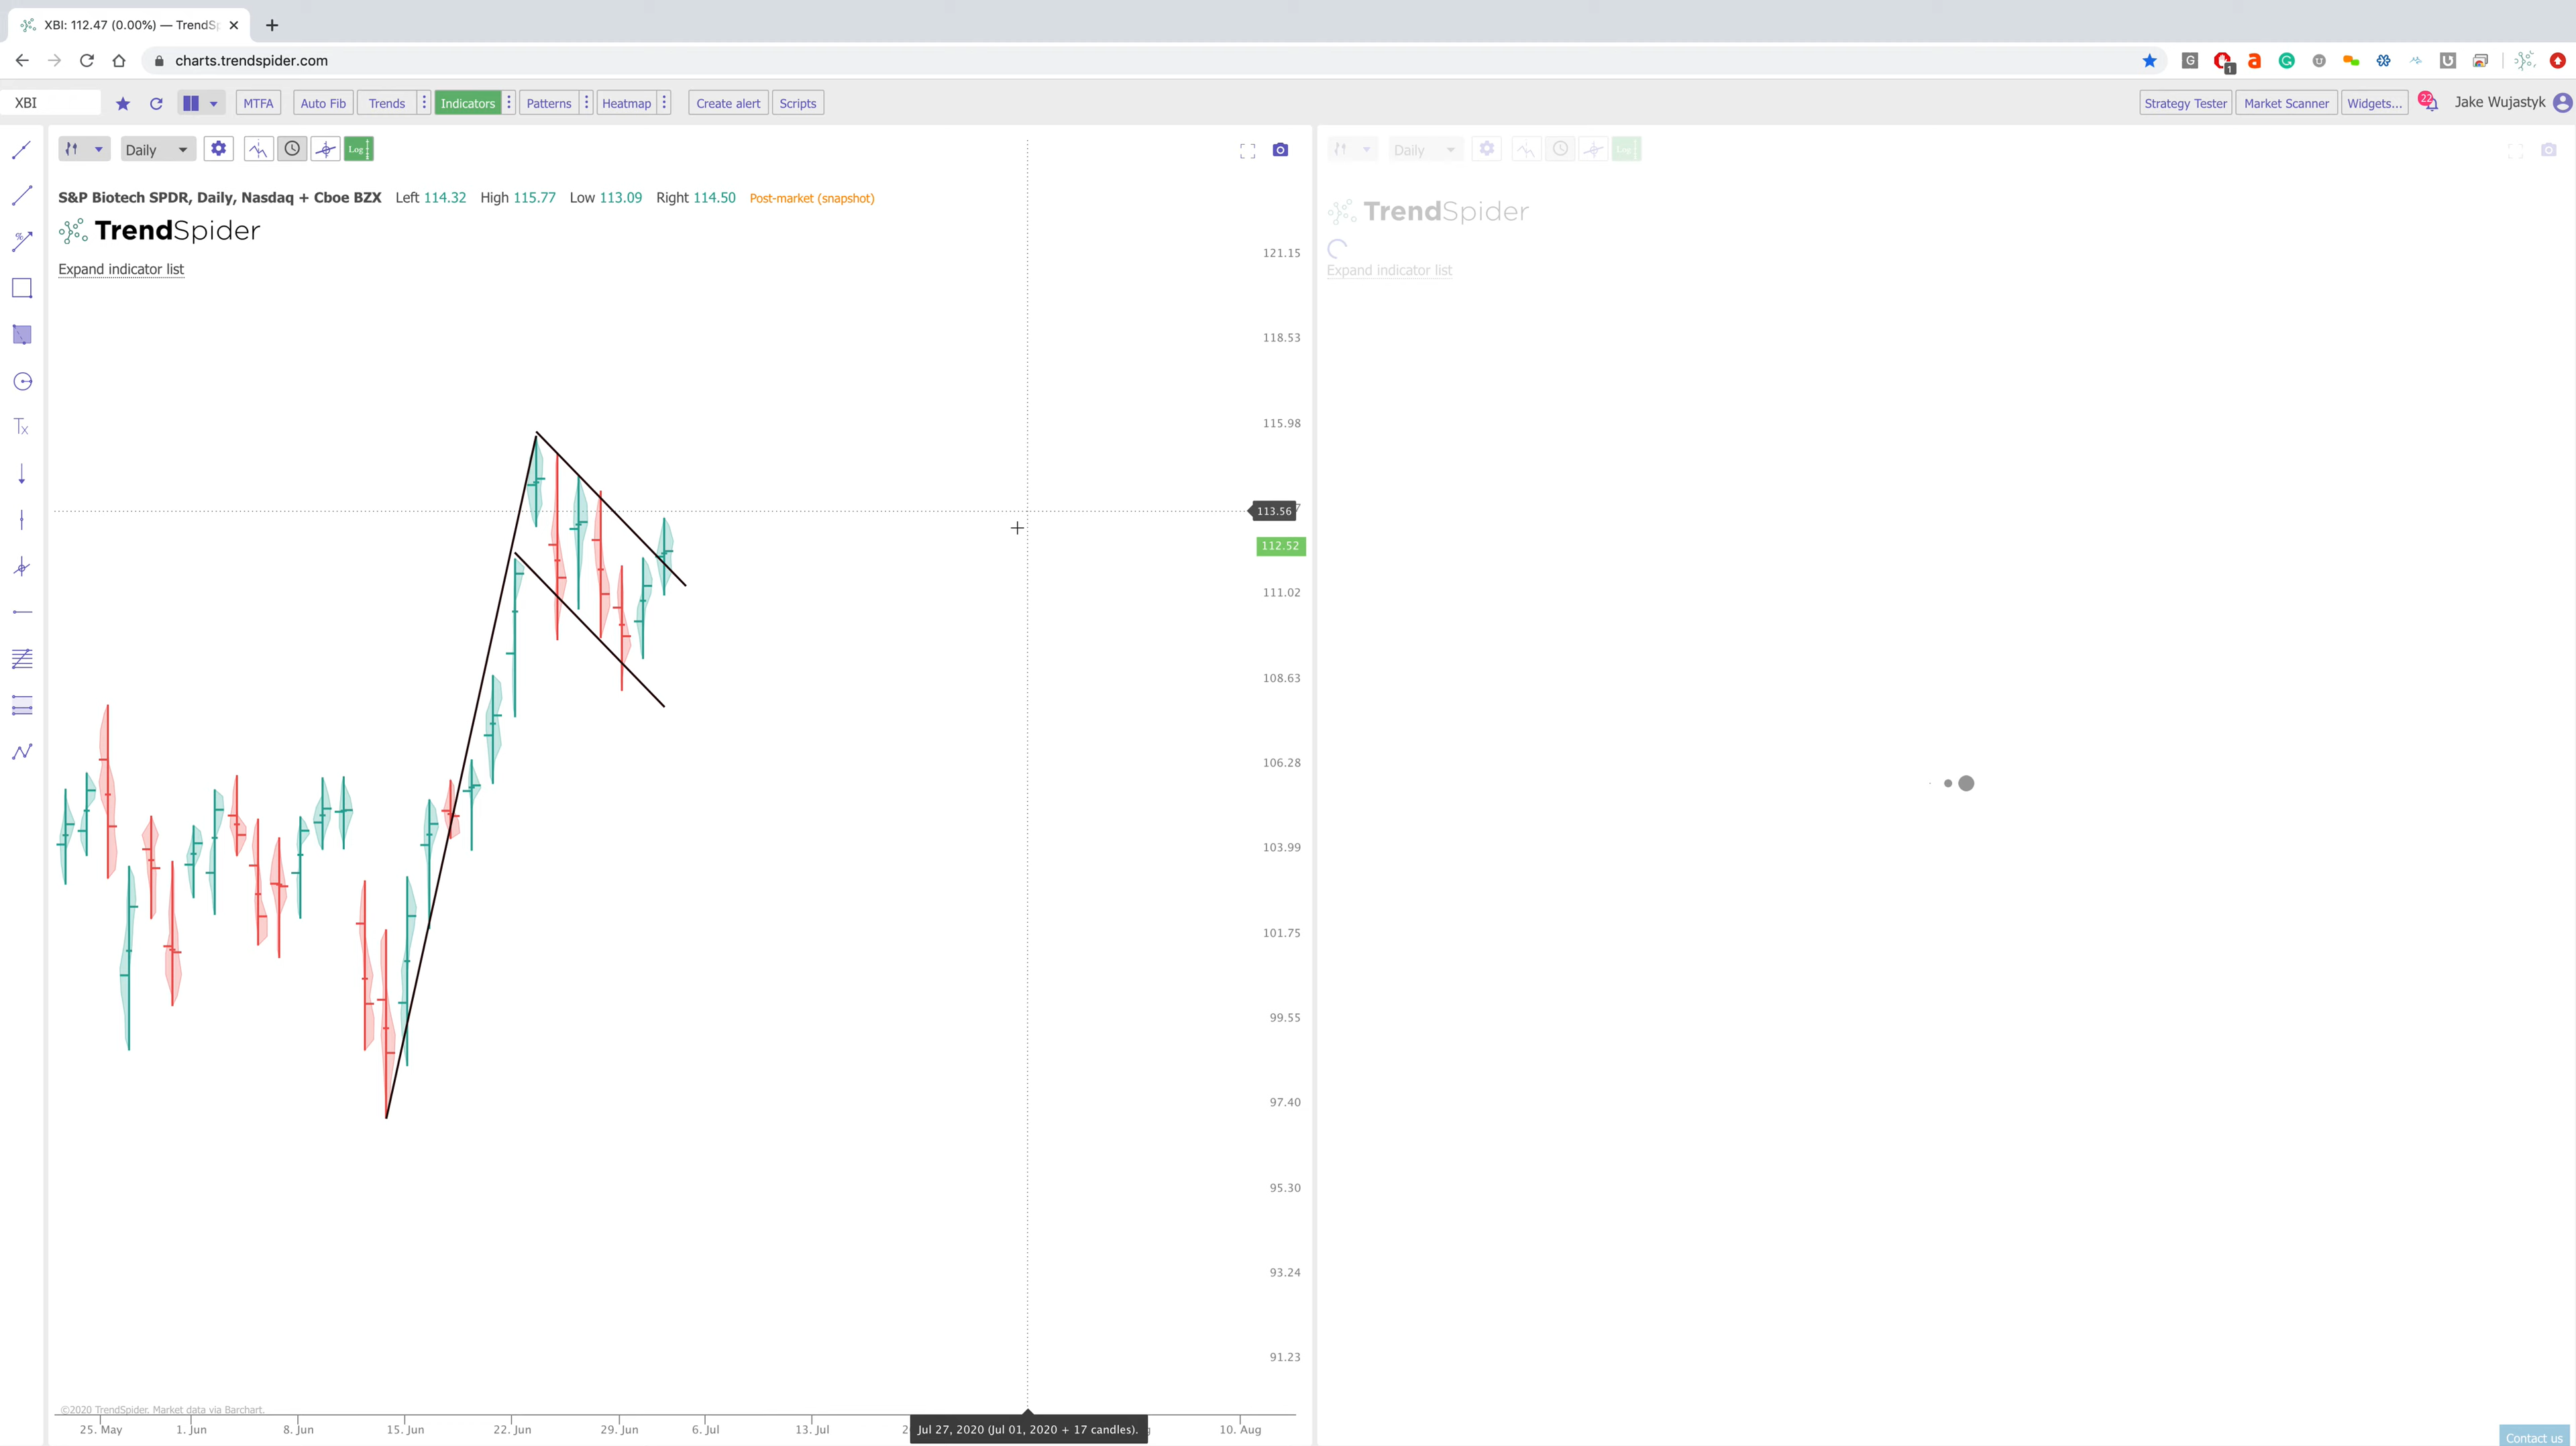 XBI: 112.47 (0.00%) — TrendSp
charts.trendspider.com
XBI MTFA Auto Fib Trends Indicators Patterns Heatmap Create alert Scripts Strategy Tester Market Scanner Widgets... 22 Jake Wujastyk
Daily Log
S&P Biotech SPDR, Daily, Nasdaq + Cboe BZX Left 114.32 High 115.77 Low 113.09 Right 114.50 Post-market (snapshot)
TrendSpider
Expand indicator list
121.15
118.53
115.98
113.56
112.52
111.02
108.63
106.28
103.99
101.75
99.55
97.40
95.30
93.24
91.23
©2020 TrendSpider. Market data via Barchart.
25. May 1. Jun 8. Jun 15. Jun 22. Jun 29. Jun 6. Jul 13. Jul Jul 27, 2020 (Jul 01, 2020 + 17 candles). 10. Aug
Daily Log
TrendSpider
Expand indicator list
Contact us